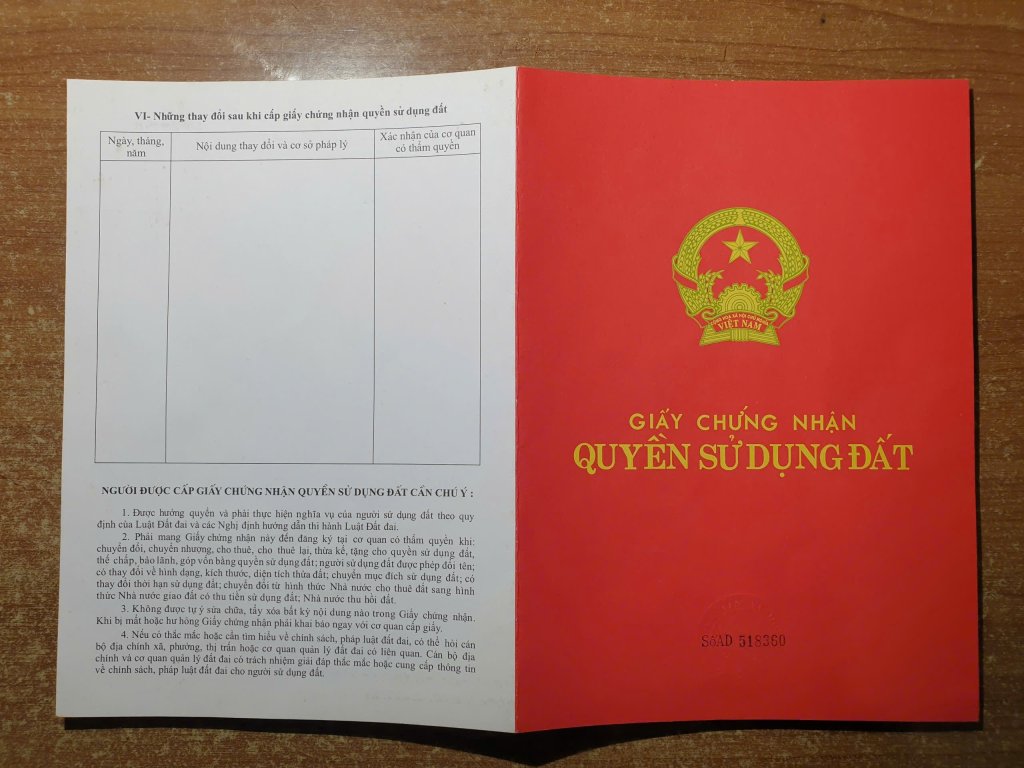 VI- Những thay đổi sau khi cấp giấy chứng nhận quyền sử dụng đất
Ngày, tháng,
năm
Nội dung thay đổi và cơ sở pháp lý
Xác nhận của cơ quan
có thẩm quyền
NGƯỜI ĐƯỢC CẤP GIẤY CHỨNG NHẬN QUYỀN SỬ DỤNG ĐẤT CẦN CHÚ Ý :
1. Được hưởng quyền và phải thực hiện nghĩa vụ của người sử dụng đất theo quy
định của Luật Đất đai và các Nghị định hướng dẫn thi hành Luật Đất đai.
2. Phải mang Giấy chứng nhận này đến đăng ký tại cơ quan có thẩm quyền khi:
chuyển đổi, chuyển nhượng, cho thuê, cho thuê lại, thừa kế, tặng cho quyền sử dụng đất,
thế chấp, bảo lãnh, góp vốn bằng quyền sử dụng đất; người sử dụng đất được phép đổi tên;
có thay đổi về hình dạng, kích thước, diện tích thửa đất; chuyển mục đích sử dụng đất; có
thay đổi thời hạn sử dụng đất; chuyển đổi từ hình thức Nhà nước cho thuê đất sang hình
thức Nhà nước giao đất có thu tiền sử dụng đất; Nhà nước thu hồi đất.
3. Không được tự ý sửa chữa, tẩy xóa bất kỳ nội dung nào trong Giấy chứng nhận.
Khi bị mất hoặc hư hỏng Giấy chứng nhận phải khai báo ngay với cơ quan cấp giấy.
4. Nếu có thắc mắc hoặc cần tìm hiểu về chính sách, pháp luật đất đai, có thể hỏi cán
bộ địa chính xã, phường, thị trấn hoặc cơ quan quản lý đất đai có liên quan. Cán bộ địa
chính và cơ quan quản lý đất đai có trách nhiệm giải đáp thắc mắc hoặc cung cấp thông tin
về chính sách, pháp luật đất đai cho người sử dụng đất.
CỘNG HÒA XÃ HỘI CHỦ NGHĨA
VIỆT NAM
GIẤY CHỨNG NHẬN
QUYỀN SỬ DỤNG ĐẤT
Số AD 518360